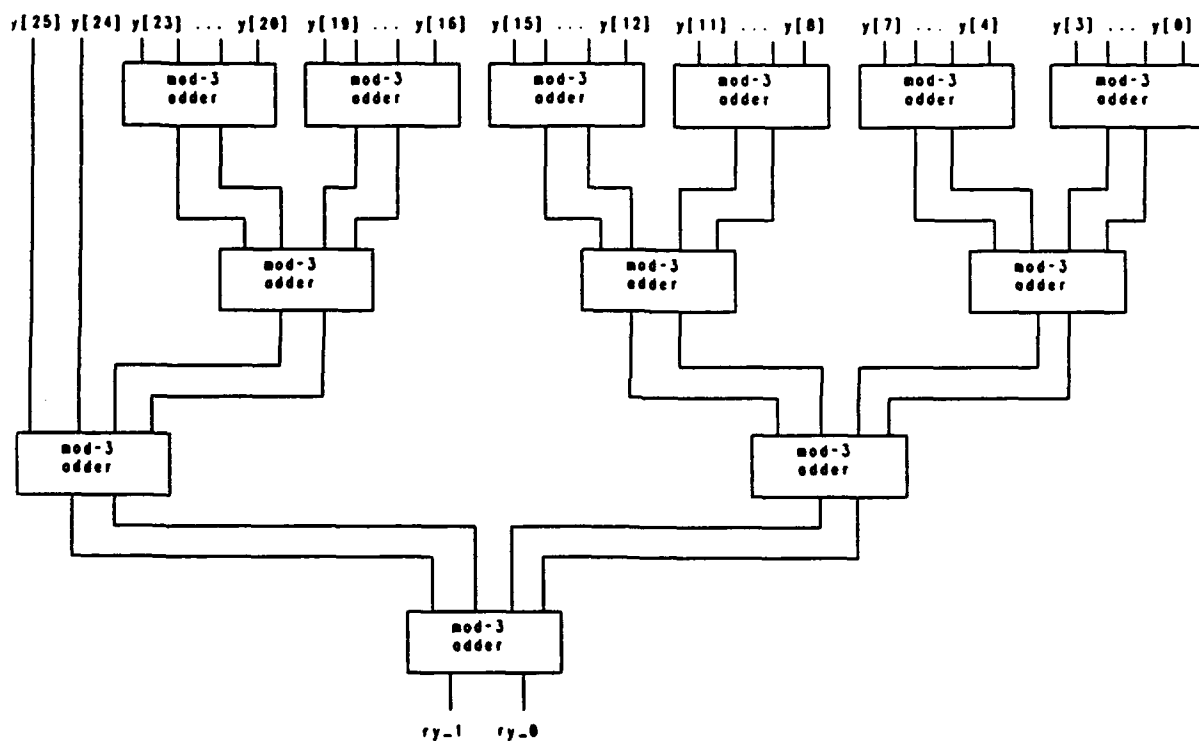 y[25] y[24] y[23] ... y[20] y[19] ... y[16] y[15] ... y[12] y[11] ... y[8] y[7] ... y[4] y[3] ... y[0]
mod-3
adder
mod-3
adder
mod-3
adder
mod-3
adder
mod-3
adder
mod-3
adder
mod-3
adder
mod-3
adder
mod-3
adder
mod-3
adder
mod-3
adder
mod-3
adder
ry_1 ry_0